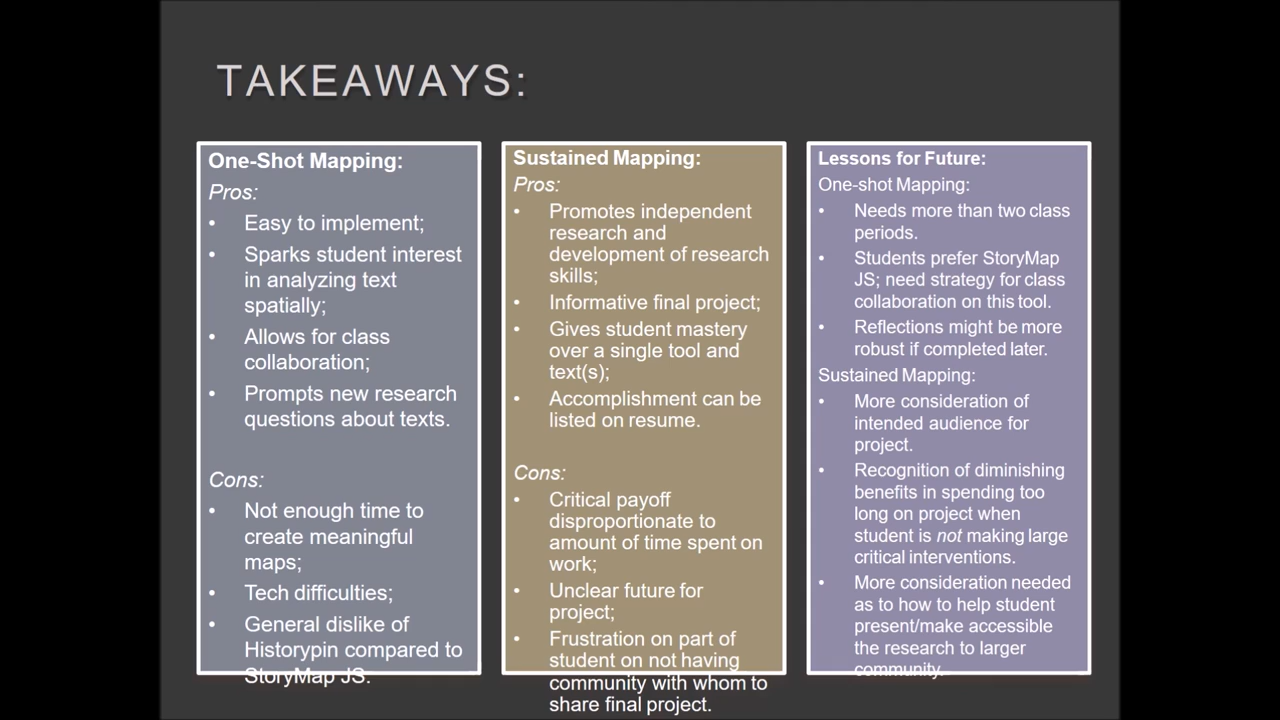 TAKEAWAYS:
One-Shot Mapping:
Pros:
• Easy to implement;
• Sparks student interest
in analyzing text
spatially;
• Allows for class
collaboration;
• Prompts new research
questions about texts.
Cons:
• Not enough time to
create meaningful
maps;
• Tech difficulties;
• General dislike of
Historypin compared to
StoryMap JS.
Sustained Mapping:
Pros:
• Promotes independent
research and
development of research
skills;
• Informative final project;
• Gives student mastery
over a single tool and
text(s);
• Accomplishment can be
listed on resume.
Cons:
• Critical payoff
disproportionate to
amount of time spent on
work;
• Unclear future for
project;
• Frustration on part of
student on not having
community with whom to
share final project.
Lessons for Future:
One-shot Mapping:
• Needs more than two class
periods.
• Students prefer StoryMap
JS; need strategy for class
collaboration on this tool.
• Reflections might be more
robust if completed later.
Sustained Mapping:
• More consideration of
intended audience for
project.
• Recognition of diminishing
benefits in spending too
long on project when
student is not making large
critical interventions.
• More consideration needed
as to how to help student
present/make accessible
the research to larger
community.